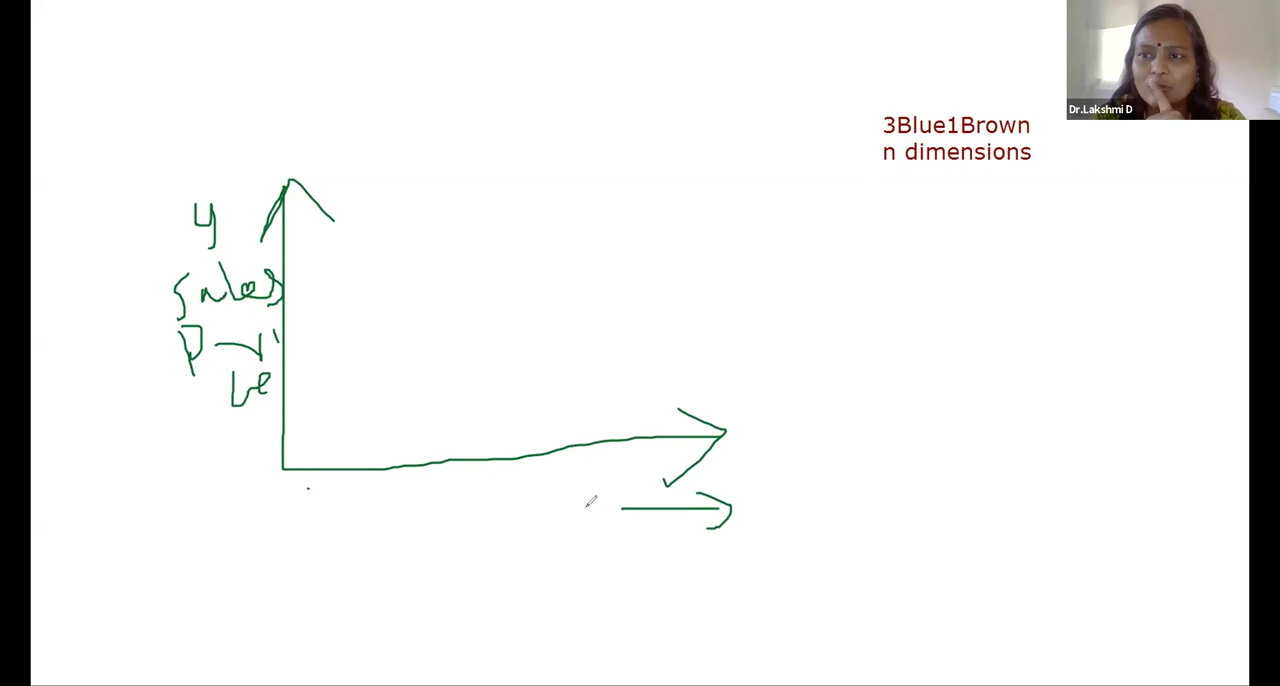 Dr.Lakshmi D
3Blue1Brown
n dimensions
y
sales